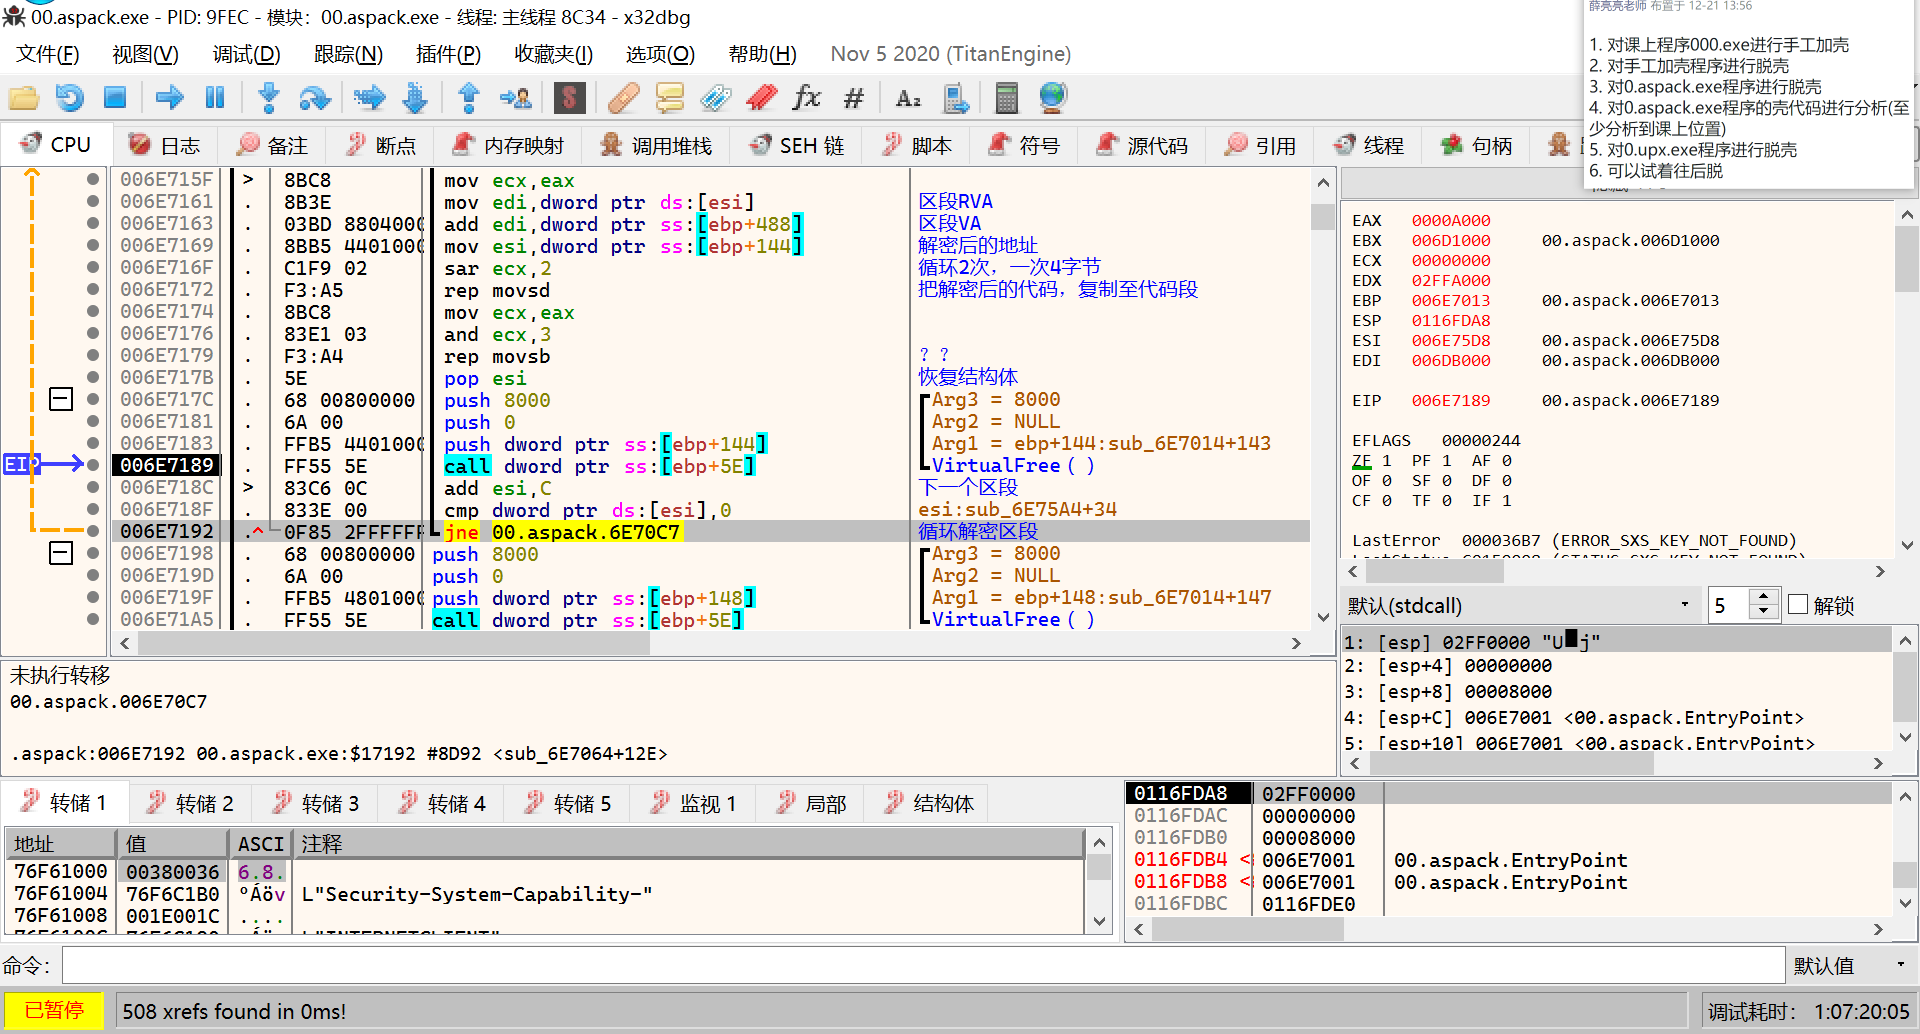 00.aspack.exe - PID: 9FEC - 模块: 00.aspack.exe - 线程: 主线程 8C34 - x32dbg
文件(F) 视图(V) 调试(D) 跟踪(N) 插件(P) 收藏夹(I) 选项(O) 帮助(H) Nov 5 2020 (TitanEngine)
薛亮亮老师 布置于 12-21 13:56
1. 对课上程序000.exe进行手工加壳
2. 对手工加壳程序进行脱壳
3. 对0.aspack.exe程序进行脱壳
4. 对0.aspack.exe程序的壳代码进行分析(至
少分析到课上位置)
5. 对0.upx.exe程序进行脱壳
6. 可以试着往后脱
CPU 日志 备注 断点 内存映射 调用堆栈 SEH 链 脚本 符号 源代码 引用 线程 句柄
006E715F > 8BC8 mov ecx,eax
006E7161 . 8B3E mov edi,dword ptr ds:[esi] 区段RVA
006E7163 . 03BD 8804000 add edi,dword ptr ss:[ebp+488] 区段VA
006E7169 . 8BB5 4401000 mov esi,dword ptr ss:[ebp+144] 解密后的地址
006E716F . C1F9 02 sar ecx,2 循环2次，一次4字节
006E7172 . F3:A5 rep movsd 把解密后的代码，复制至代码段
006E7174 . 8BC8 mov ecx,eax
006E7176 . 83E1 03 and ecx,3
006E7179 . F3:A4 rep movsb ？？
006E717B . 5E pop esi 恢复结构体
006E717C . 68 00800000 push 8000 Arg3 = 8000
006E7181 . 6A 00 push 0 Arg2 = NULL
006E7183 . FFB5 4401000 push dword ptr ss:[ebp+144] Arg1 = ebp+144:sub_6E7014+143
EIP 006E7189 . FF55 5E call dword ptr ss:[ebp+5E] VirtualFree()
006E718C > 83C6 0C add esi,C 下一个区段
006E718F . 833E 00 cmp dword ptr ds:[esi],0 esi:sub_6E75A4+34
006E7192 .^ 0F85 2FFFFFF jne 00.aspack.6E70C7 循环解密区段
006E7198 . 68 00800000 push 8000 Arg3 = 8000
006E719D . 6A 00 push 0 Arg2 = NULL
006E719F . FFB5 4801000 push dword ptr ss:[ebp+148] Arg1 = ebp+148:sub_6E7014+147
006E71A5 . FF55 5E call dword ptr ss:[ebp+5E] VirtualFree()
EAX 0000A000
EBX 006D1000 00.aspack.006D1000
ECX 00000000
EDX 02FFA000
EBP 006E7013 00.aspack.006E7013
ESP 0116FDA8
ESI 006E75D8 00.aspack.006E75D8
EDI 006DB000 00.aspack.006DB000
EIP 006E7189 00.aspack.006E7189
EFLAGS 00000244
ZF 1 PF 1 AF 0
OF 0 SF 0 DF 0
CF 0 TF 0 IF 1
LastError 000036B7 (ERROR_SXS_KEY_NOT_FOUND)
默认(stdcall) 5 解锁
1: [esp] 02FF0000 "U█j"
2: [esp+4] 00000000
3: [esp+8] 00008000
4: [esp+C] 006E7001 <00.aspack.EntryPoint>
5: [esp+10] 006E7001 <00.aspack.EntryPoint>
未执行转移
00.aspack.006E70C7
.aspack:006E7192 00.aspack.exe:$17192 #8D92 <sub_6E7064+12E>
转储 1 转储 2 转储 3 转储 4 转储 5 监视 1 局部 结构体
地址 值 ASCI 注释
76F61000 00380036 6.8.
76F61004 76F6C1B0 °Áöv L"Security-System-Capability-"
76F61008 001E001C ....
0116FDA8 02FF0000
0116FDAC 00000000
0116FDB0 00008000
0116FDB4 < 006E7001 00.aspack.EntryPoint
0116FDB8 < 006E7001 00.aspack.EntryPoint
0116FDBC 0116FDE0
命令: 默认值
已暂停 508 xrefs found in 0ms! 调试耗时: 1:07:20:05